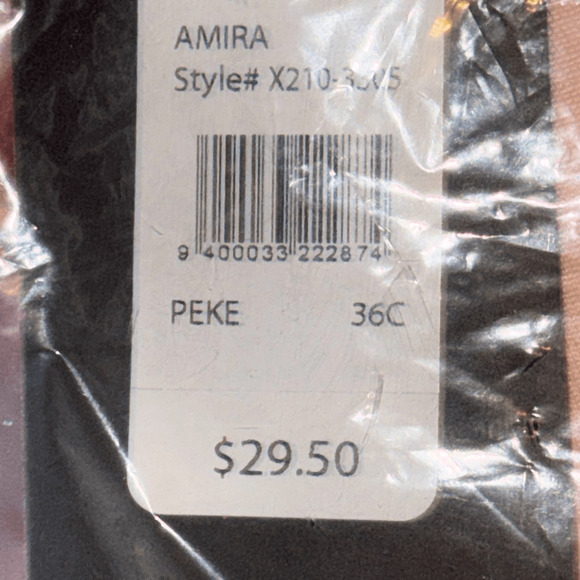 AMIRA
Style#
9 400033 222874
PEKE 36C
$29.50